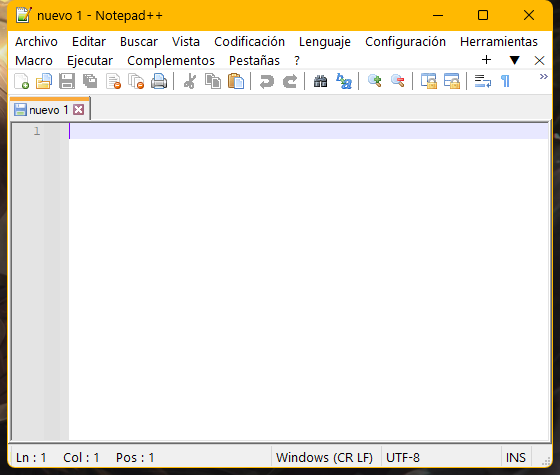 nuevo 1 - Notepad++
Archivo Editar Buscar Vista Codificación Lenguaje Configuración Herramientas
Macro Ejecutar Complementos Pestañas ?
nuevo 1
1
Ln : 1 Col : 1 Pos : 1 Windows (CR LF) UTF-8 INS